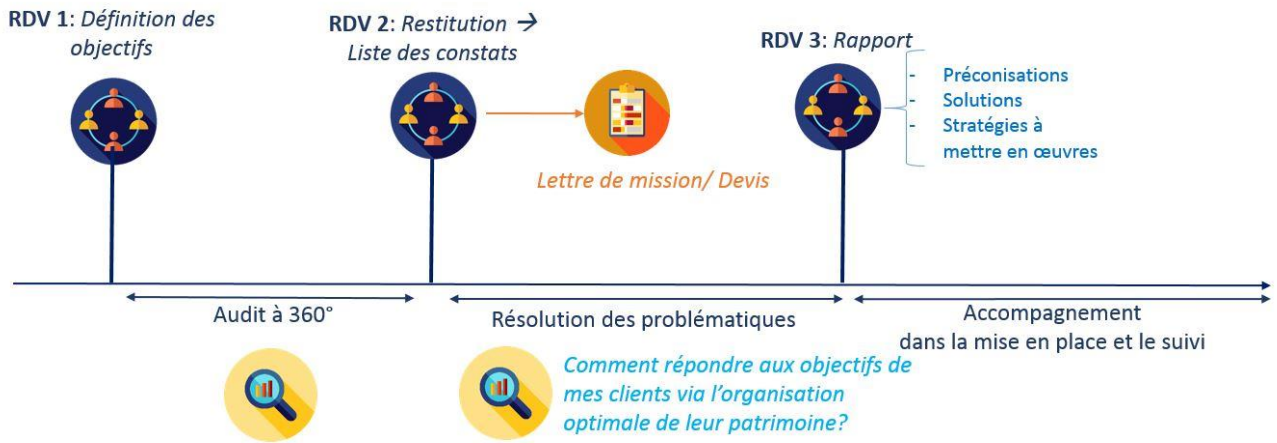 RDV 1: Définition des
objectifs
RDV 2: Restitution →
Liste des constats
Lettre de mission/ Devis
RDV 3: Rapport
- Préconisations
- Solutions
- Stratégies à
mettre en œuvres
Audit à 360°
Résolution des problématiques
Comment répondre aux objectifs de
mes clients via l'organisation
optimale de leur patrimoine?
Accompagnement
dans la mise en place et le suivi